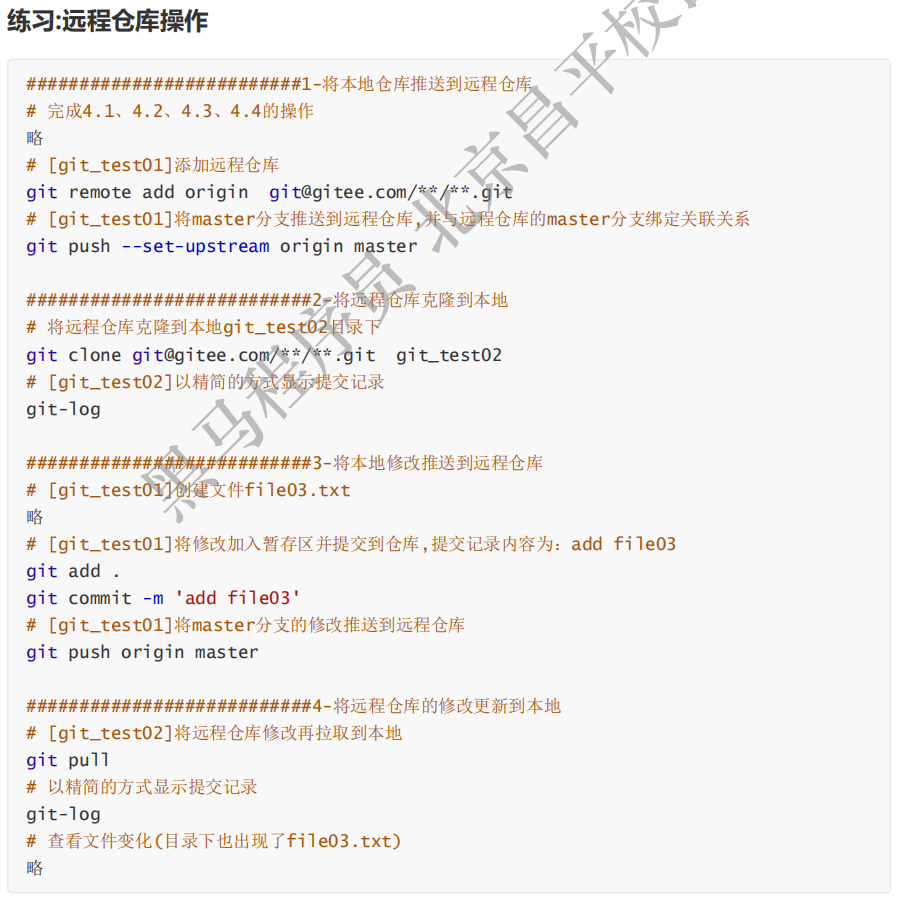 练习:远程仓库操作
##########################1-将本地仓库推送到远程仓库
# 完成4.1、4.2、4.3、4.4的操作
略
# [git_test01]添加远程仓库
git remote add origin  git@gitee.com/**/**.git
# [git_test01]将master分支推送到远程仓库,并与远程仓库的master分支绑定关联关系
git push --set-upstream origin master
###########################2-将远程仓库克隆到本地
# 将远程仓库克隆到本地git_test02目录下
git clone git@gitee.com/**/**.git  git_test02
# [git_test02]以精简的方式显示提交记录
git-log
###########################3-将本地修改推送到远程仓库
# [git_test01]创建文件file03.txt
略
# [git_test01]将修改加入暂存区并提交到仓库,提交记录内容为：add file03
git add .
git commit -m 'add file03'
# [git_test01]将master分支的修改推送到远程仓库
git push origin master
###########################4-将远程仓库的修改更新到本地
# [git_test02]将远程仓库修改再拉取到本地
git pull
# 以精简的方式显示提交记录
git-log
# 查看文件变化(目录下也出现了file03.txt)
略
黑马程序员 北京昌平校